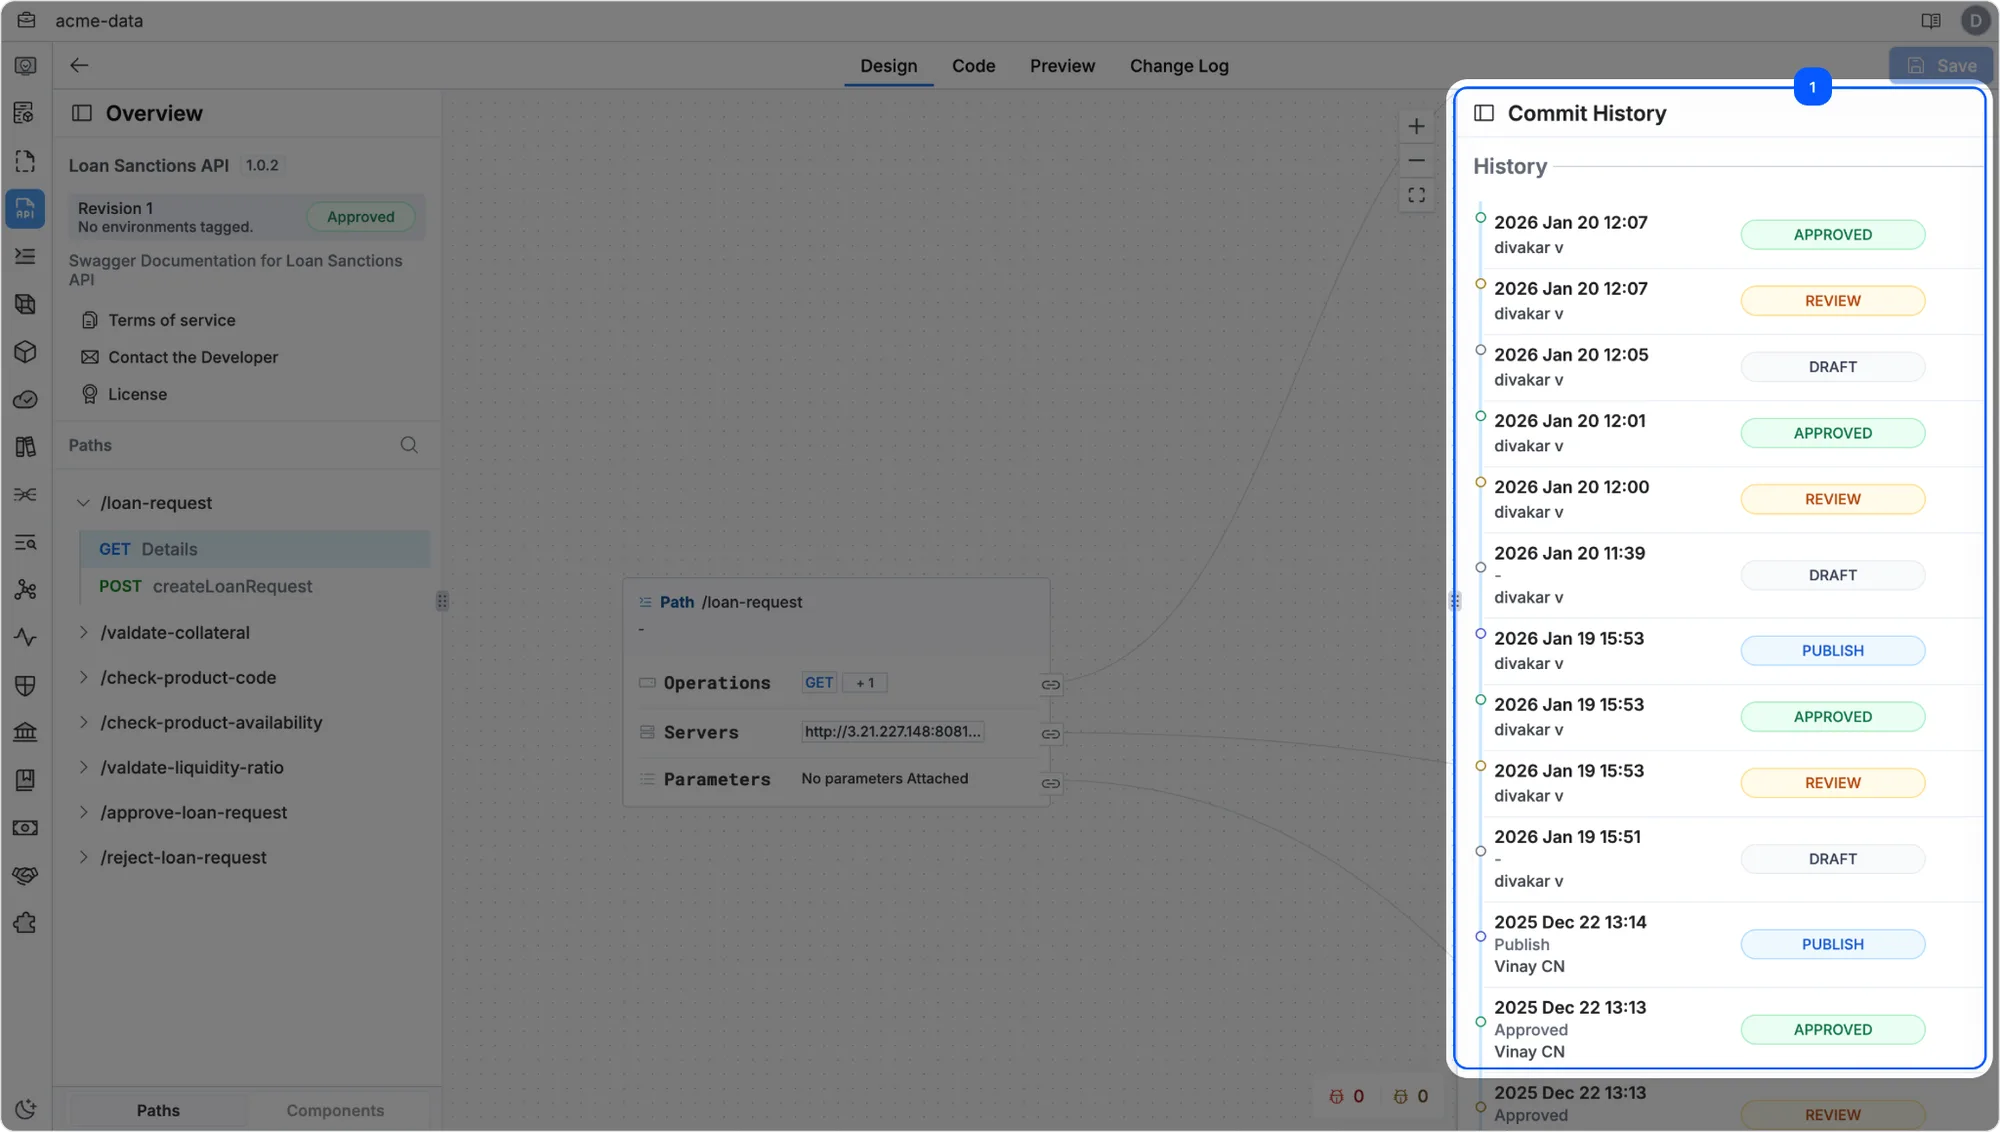 acme-data
D
Design
Code
Preview
Change Log
Save
Overview
Loan Sanctions API 1.0.2
Revision 1
No environments tagged.
Approved
Swagger Documentation for Loan Sanctions
API
Terms of service
Contact the Developer
License
Paths
/loan-request
GET Details
POST createLoanRequest
/valdate-collateral
/check-product-code
/check-product-availability
/valdate-liquidity-ratio
/approve-loan-request
/reject-loan-request
Paths
Components
API
Path /loan-request
-
Operations GET + 1
Servers http://3.21.227.148:8081...
Parameters No parameters Attached
0
0
1
Commit History
History
2026 Jan 20 12:07
divakar v
APPROVED
2026 Jan 20 12:07
divakar v
REVIEW
2026 Jan 20 12:05
divakar v
DRAFT
2026 Jan 20 12:01
divakar v
APPROVED
2026 Jan 20 12:00
divakar v
REVIEW
2026 Jan 20 11:39
-
divakar v
DRAFT
2026 Jan 19 15:53
divakar v
PUBLISH
2026 Jan 19 15:53
divakar v
APPROVED
2026 Jan 19 15:53
divakar v
REVIEW
2026 Jan 19 15:51
-
divakar v
DRAFT
2025 Dec 22 13:14
Publish
Vinay CN
PUBLISH
2025 Dec 22 13:13
Approved
Vinay CN
APPROVED
2025 Dec 22 13:13
Approved
REVIEW